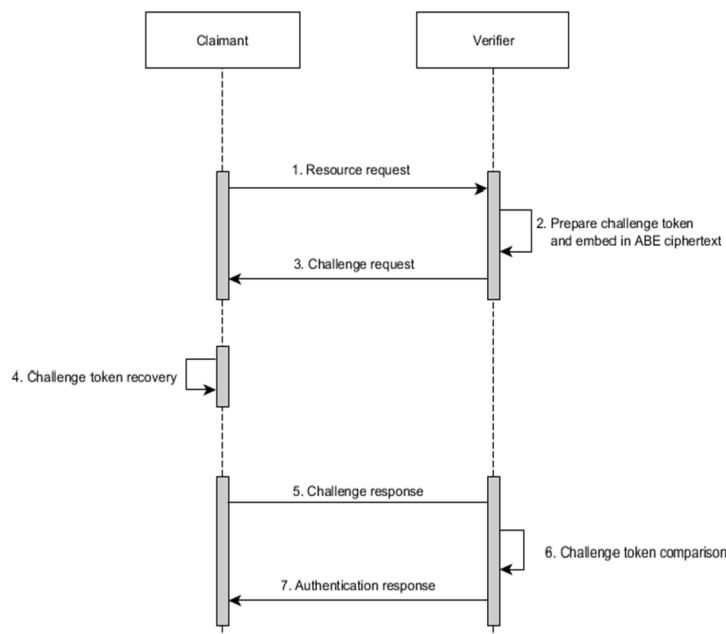 Claimant
Verifier
1. Resource request
2. Prepare challenge token
and embed in ABE ciphertext
3. Challenge request
4. Challenge token recovery
5. Challenge response
6. Challenge token comparison
7. Authentication response